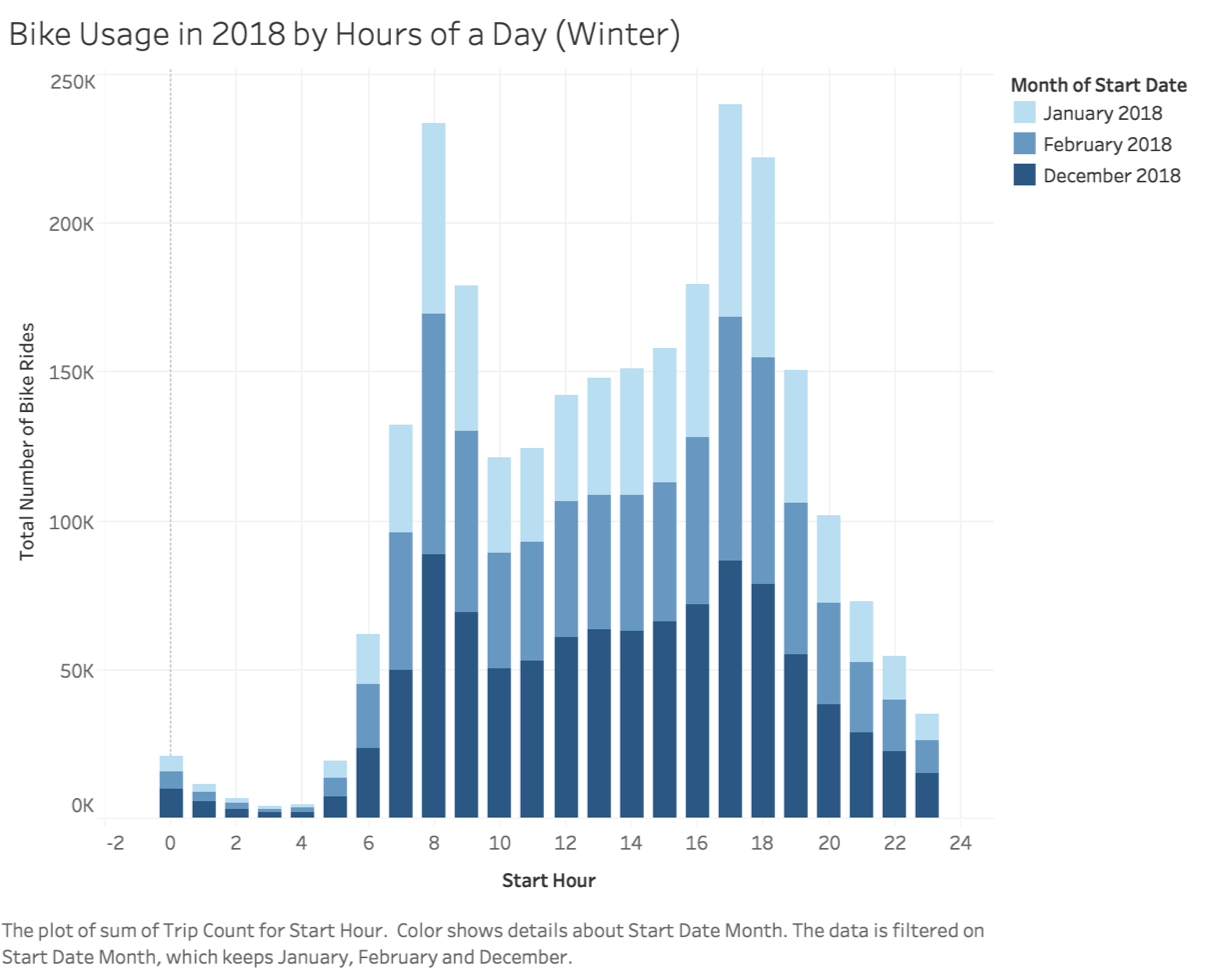 Bike Usage in 2018 by Hours of a Day (Winter)
Month of Start Date
January 2018
February 2018
December 2018
Total Number of Bike Rides
250K
200K
150K
100K
50K
0K
-2 0 2 4 6 8 10 12 14 16 18 20 22 24
Start Hour
The plot of sum of Trip Count for Start Hour. Color shows details about Start Date Month. The data is filtered on
Start Date Month, which keeps January, February and December.